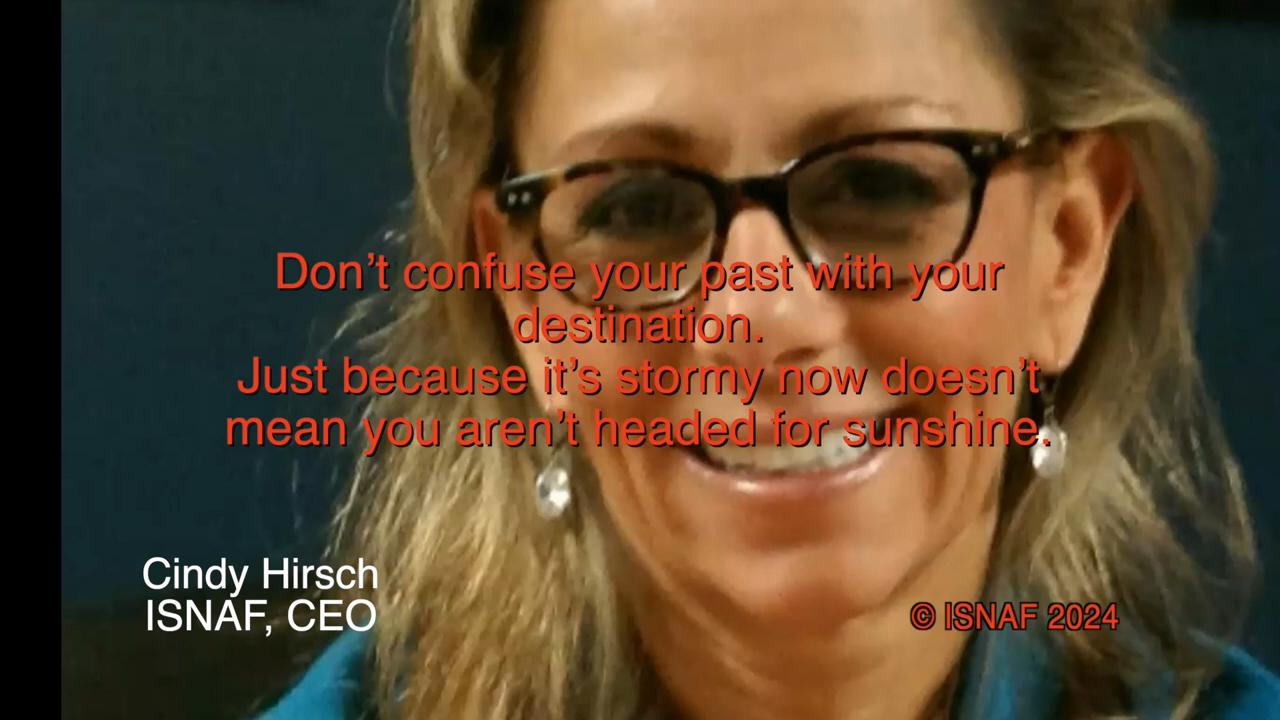 Don’t confuse your past with your
destination.
Just because it’s stormy now doesn’t
mean you aren’t headed for sunshine.
Cindy Hirsch
ISNAF, CEO
© ISNAF 2024